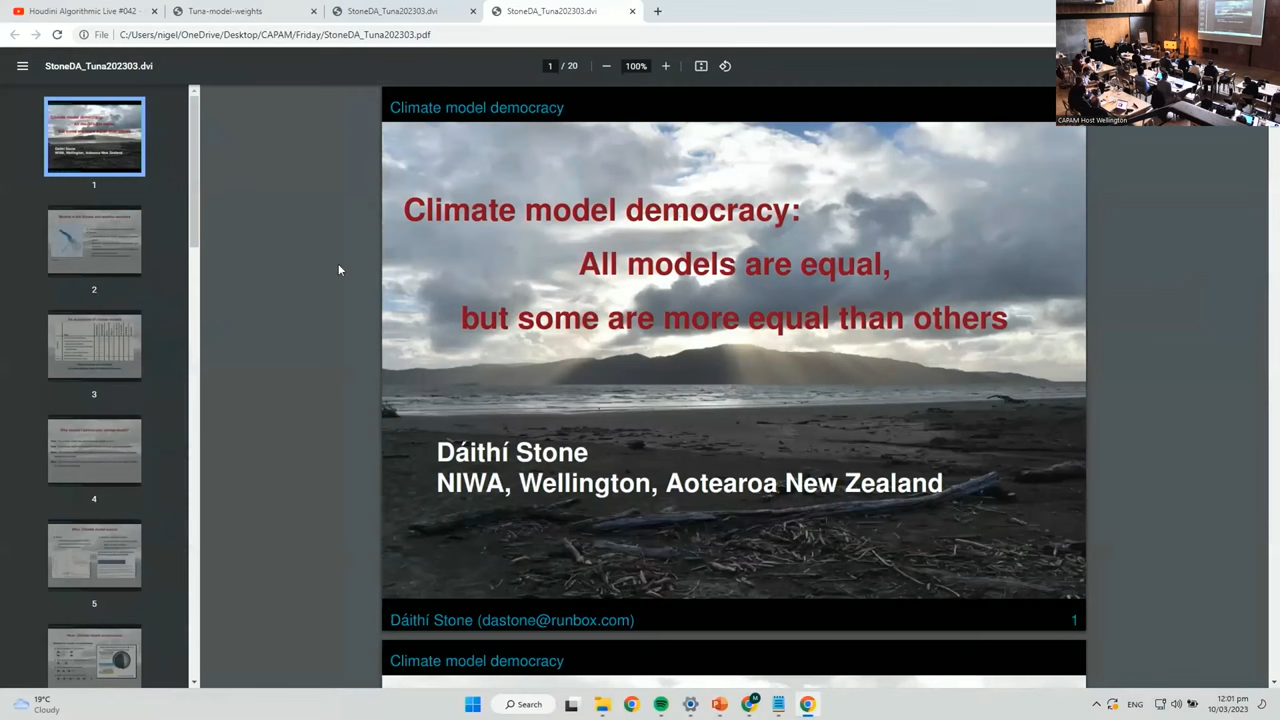 Houdini Algorithmic Live #042 -
Tuna-model-weights
StoneDA_Tuna202303.dvi
StoneDA_Tuna202303.dvi
File
C:/Users/nigel/OneDrive/Desktop/CAPAM/Friday/StoneDA_Tuna202303.pdf
StoneDA_Tuna202303.dvi
1 / 20
100%
CAPAM Host Wellington
1
2
3
4
5
Climate model democracy
Climate model democracy:
All models are equal,
but some are more equal than others
Dáithí Stone
NIWA, Wellington, Aotearoa New Zealand
Dáithí Stone (dastone@runbox.com)
1
Climate model democracy
19°C
Cloudy
Search
ENG
12:01 pm
10/03/2023